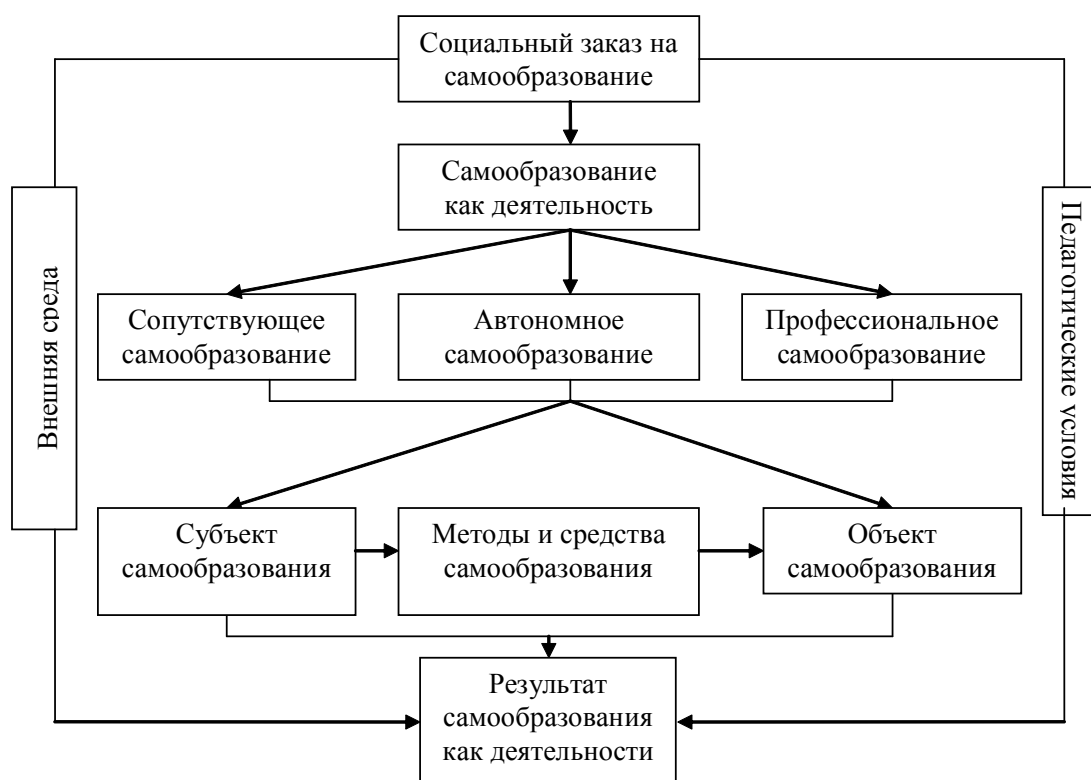 Социальный заказ на
самообразование
Самообразование
как деятельность
Внешняя среда
Педагогические условия
Сопутствующее
самообразование
Автономное
самообразование
Профессиональное
самообразование
Субъект
самообразования
Методы и средства
самообразования
Объект
самообразования
Результат
самообразования
как деятельности